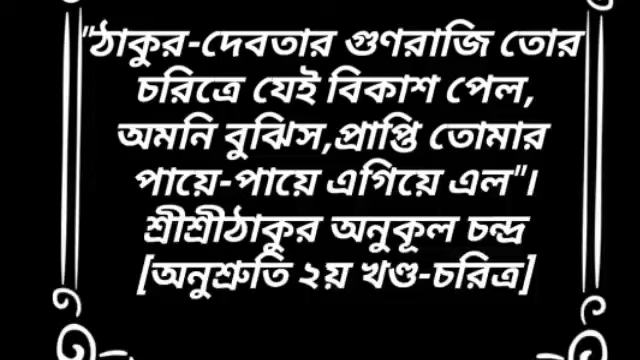 "ঠাকুর-দেবতার গুণরাজি তোর
চরিত্রে যেই বিকাশ পেল,
অমনি বুঝিস,প্রাপ্তি তোমার
পায়ে-পায়ে এগিয়ে এল"।
শ্রীশ্রীঠাকুর অনুকূল চন্দ্র
[অনুশ্রুতি ২য় খণ্ড-চরিত্র]